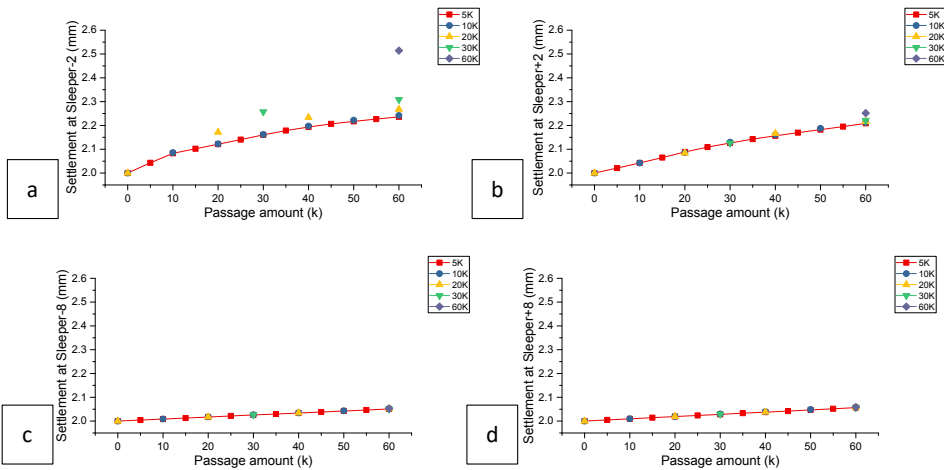 Settlement at Sleeper-2 (mm)
2.6
2.5
2.4
2.3
2.2
2.1
2.0
0 10 20 30 40 50 60
Passage amount (k)
5K
10K
20K
30K
60K
a
Settlement at Sleeper+2 (mm)
2.6
2.5
2.4
2.3
2.2
2.1
2.0
0 10 20 30 40 50 60
Passage amount (k)
5K
10K
20K
30K
60K
b
Settlement at Sleeper-8 (mm)
2.6
2.5
2.4
2.3
2.2
2.1
2.0
0 10 20 30 40 50 60
Passage amount (k)
5K
10K
20K
30K
60K
c
Settlement at Sleeper+8 (mm)
2.6
2.5
2.4
2.3
2.2
2.1
2.0
0 10 20 30 40 50 60
Passage amount (k)
5K
10K
20K
30K
60K
d